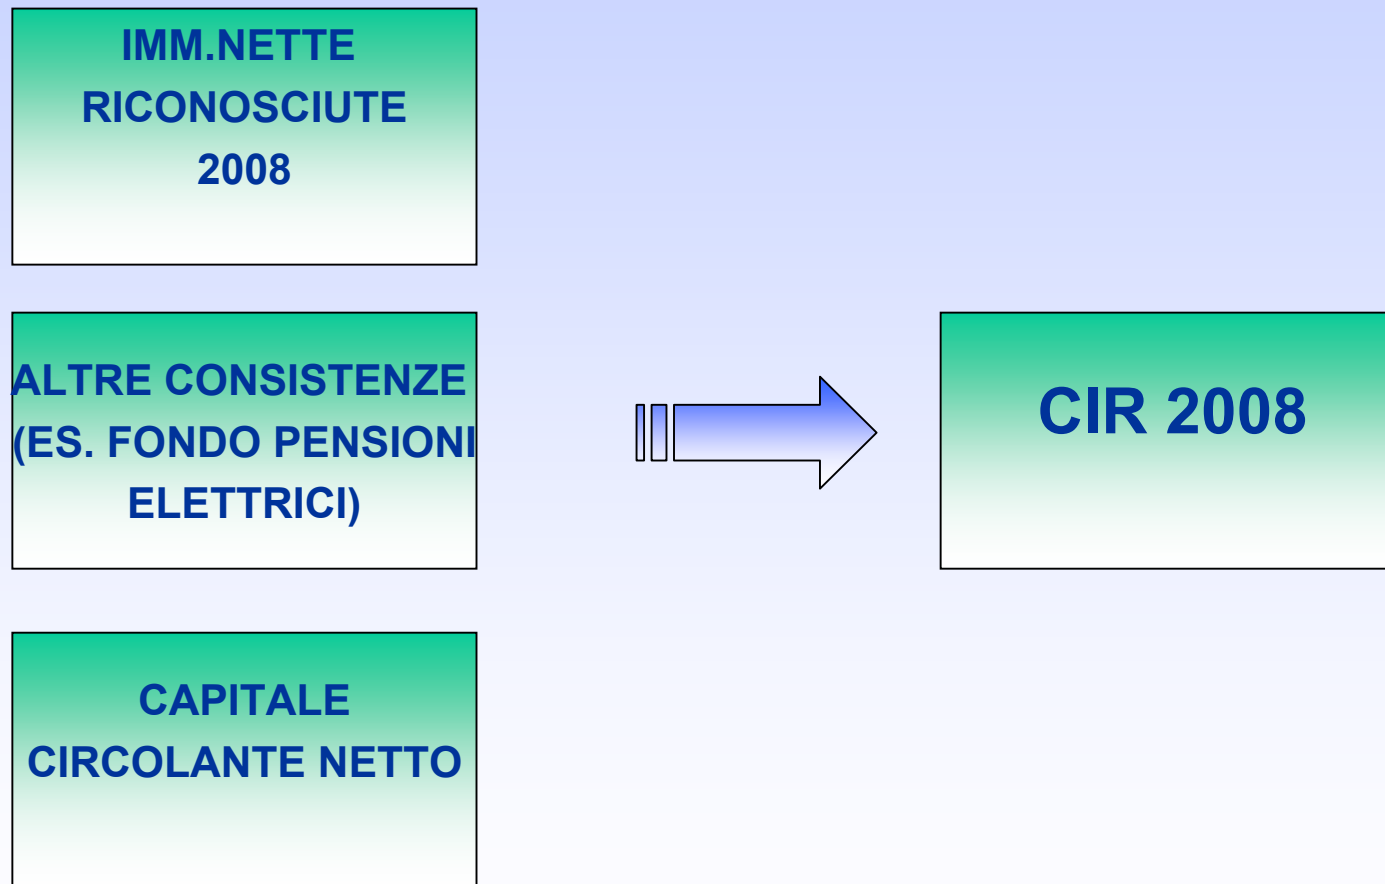 IMM.NETTE
RICONOSCIUTE
2008
ALTRE CONSISTENZE
(ES. FONDO PENSIONI
ELETTRICI)
CIR 2008
CAPITALE
CIRCOLANTE NETTO